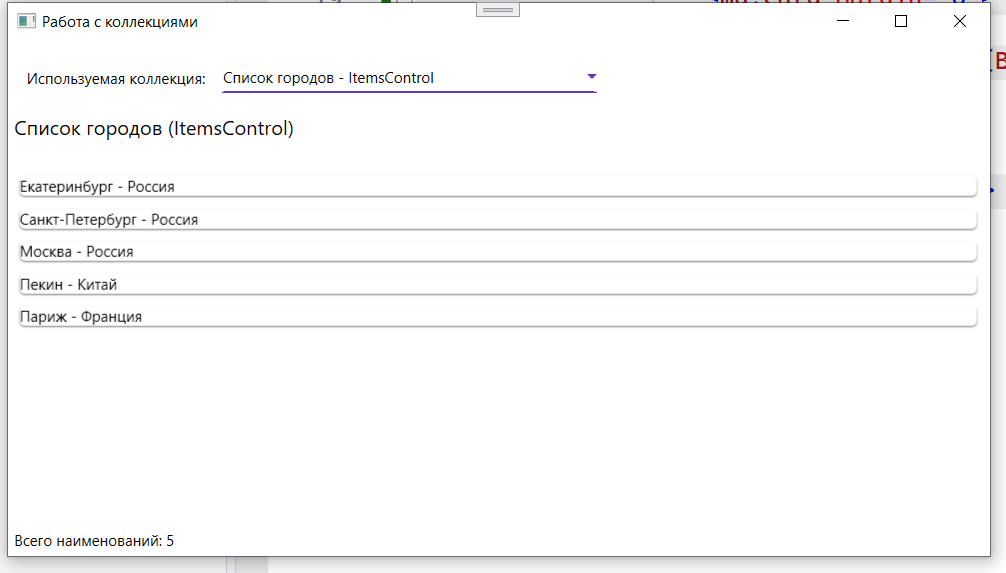 Работа с коллекциями
Используемая коллекция: Список городов - ItemsControl
Список городов (ItemsControl)
Екатеринбург - Россия
Санкт-Петербург - Россия
Москва - Россия
Пекин - Китай
Париж - Франция
Всего наименований: 5